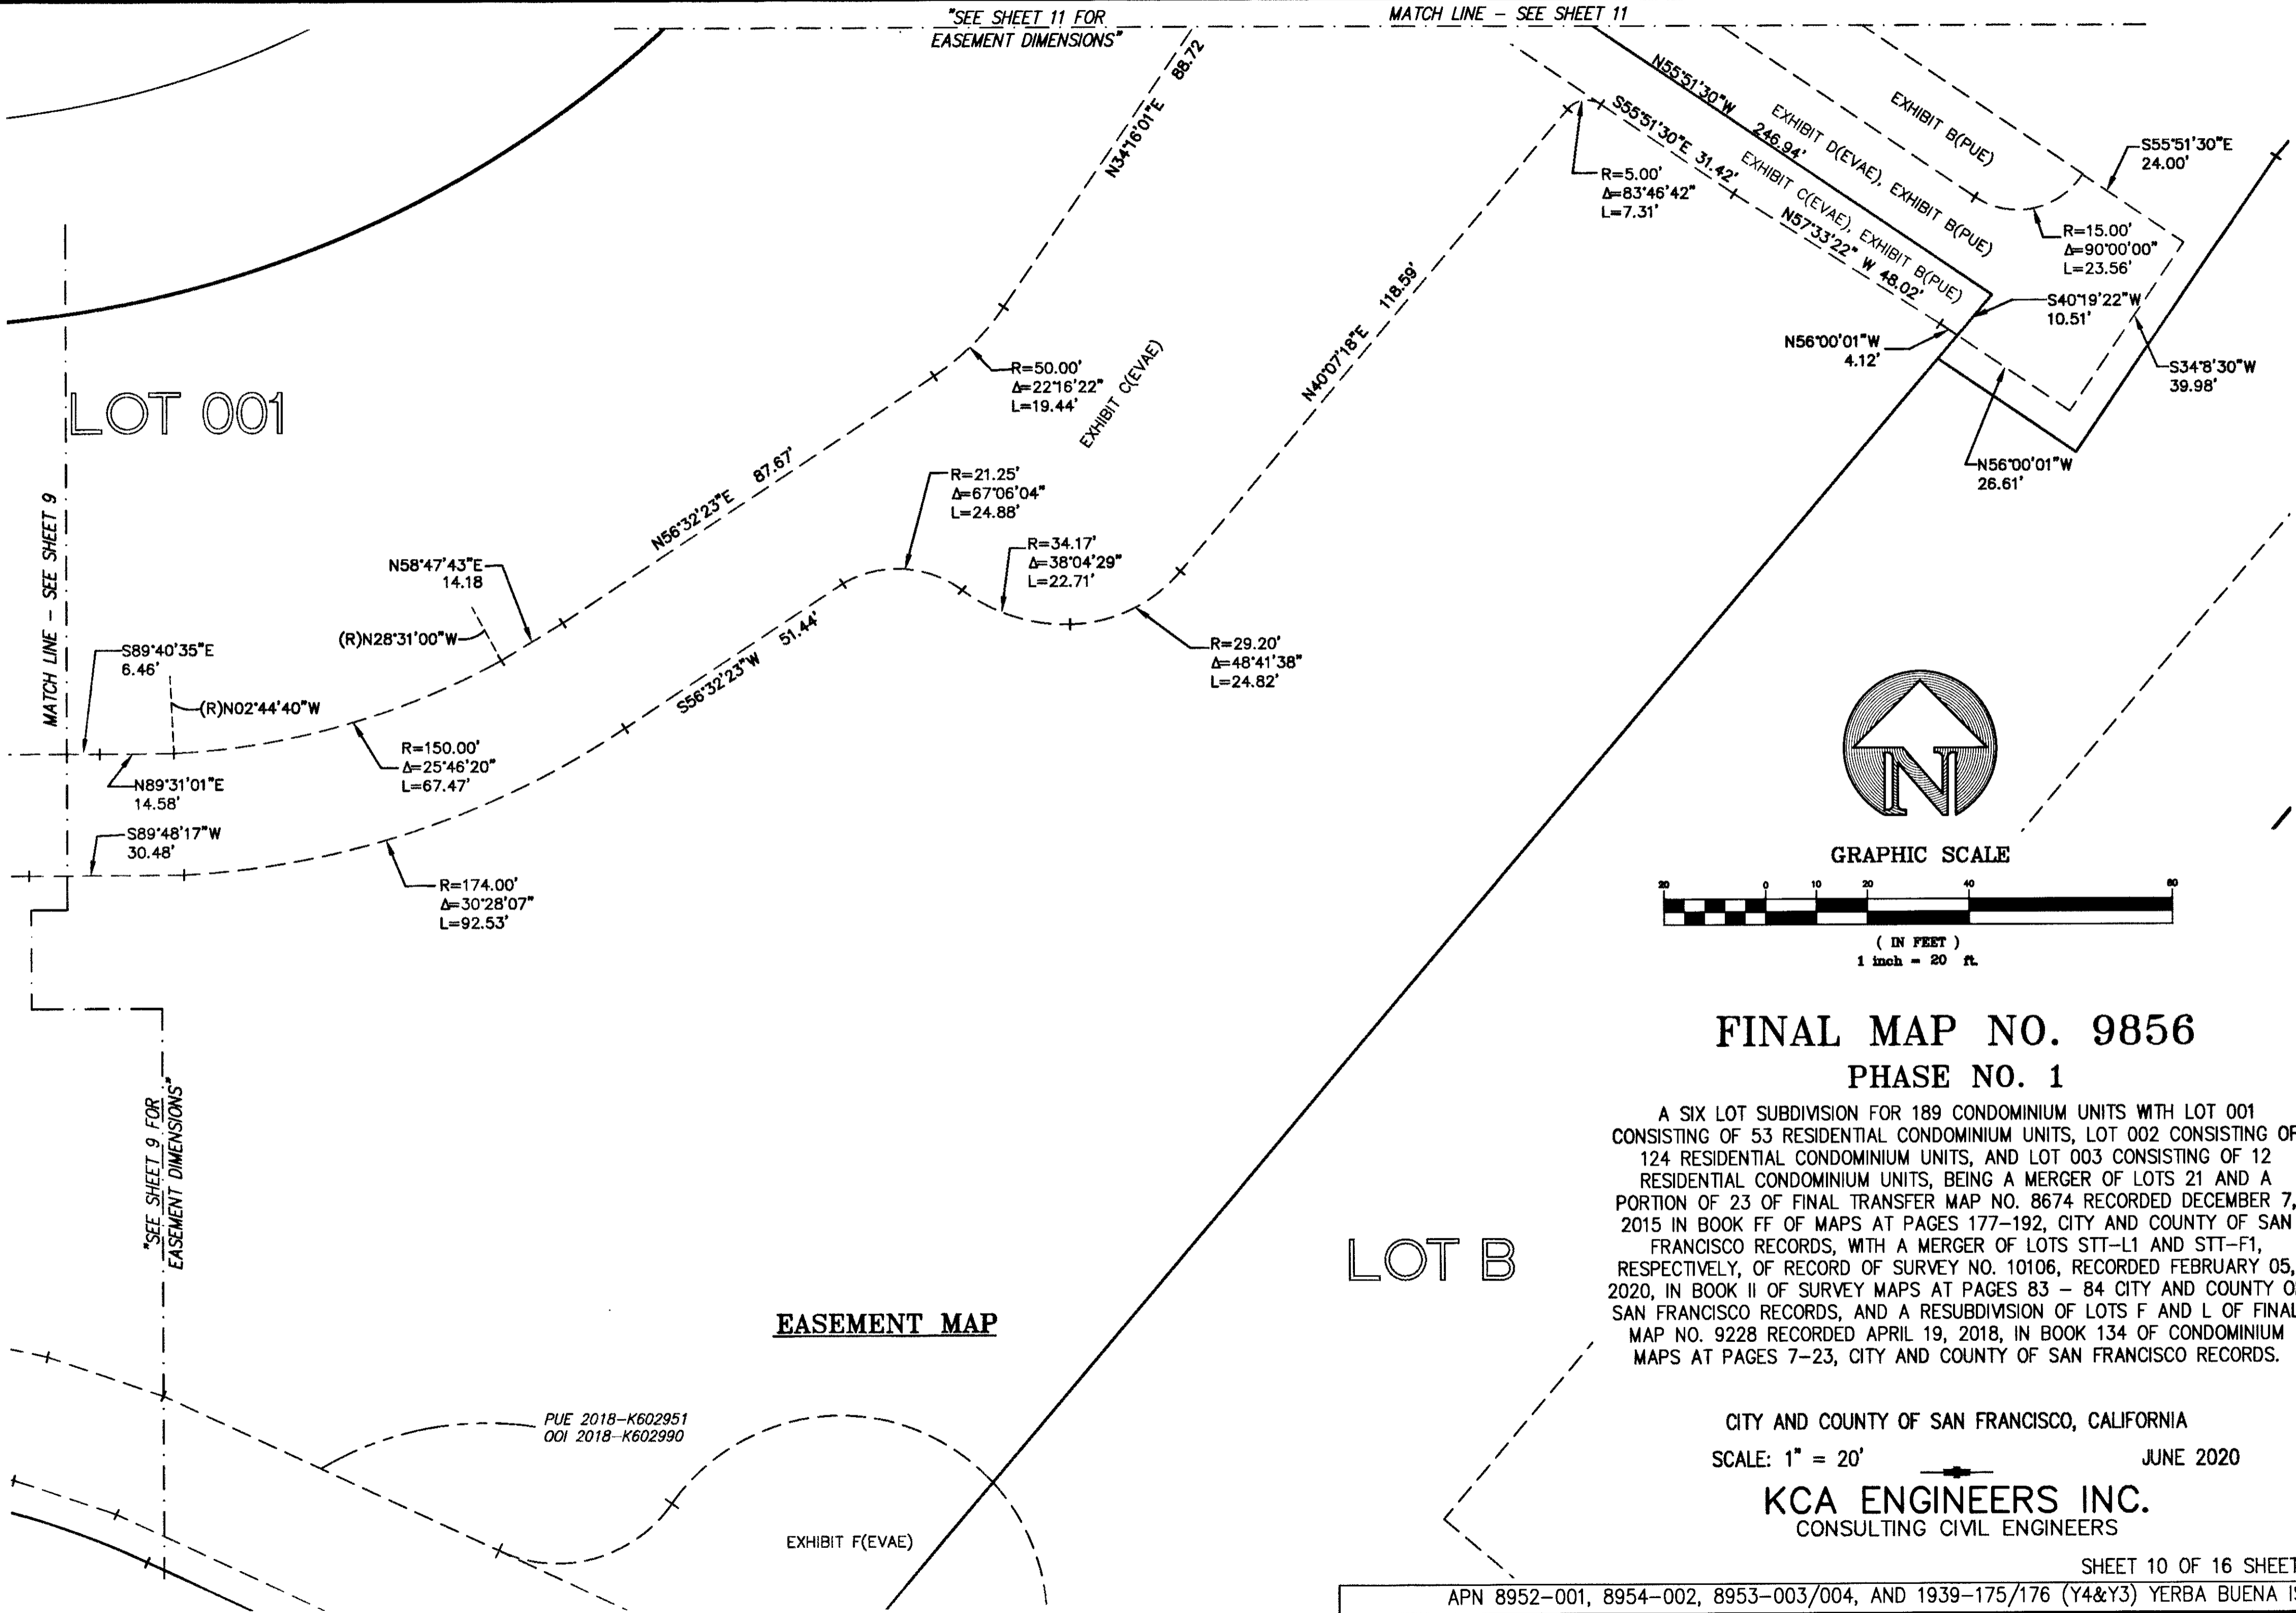 "SEE SHEET 11 FOR
EASEMENT DIMENSIONS"
MATCH LINE - SEE SHEET 11
N34°16'01"E 88.72
N55°51'30"W 246.94'
EXHIBIT D(EVAE), EXHIBIT B(PUE)
EXHIBIT B(PUE)
S55°51'30"E
24.00'
S55°51'30"E 31.42'
EXHIBIT C(EVAE), EXHIBIT B(PUE)
N57°33'22" W 48.02'
R=5.00'
Δ=83°46'42"
L=7.31'
R=15.00'
Δ=90°00'00"
L=23.56'
S40°19'22"W
10.51'
N56°00'01"W
4.12'
S34°8'30"W
39.98'
N56°00'01"W
26.61'
LOT 001
R=50.00'
Δ=22°16'22"
L=19.44'
EXHIBIT C(EVAE)
N40°07'18"E 118.59'
MATCH LINE - SEE SHEET 9
N56°32'23"E 87.67'
R=21.25'
Δ=67°06'04"
L=24.88'
R=34.17'
Δ=38°04'29"
L=22.71'
N58°47'43"E
14.18
(R)N28°31'00"W
S56°32'23"W 51.44'
R=29.20'
Δ=48°41'38"
L=24.82'
S89°40'35"E
6.46'
(R)N02°44'40"W
R=150.00'
Δ=25°46'20"
L=67.47'
N89°31'01"E
14.58'
S89°48'17"W
30.48'
R=174.00'
Δ=30°28'07"
L=92.53'
N
GRAPHIC SCALE
20 0 10 20 40 80
( IN FEET )
1 inch = 20 ft.
FINAL MAP NO. 9856
PHASE NO. 1
A SIX LOT SUBDIVISION FOR 189 CONDOMINIUM UNITS WITH LOT 001
CONSISTING OF 53 RESIDENTIAL CONDOMINIUM UNITS, LOT 002 CONSISTING OF
124 RESIDENTIAL CONDOMINIUM UNITS, AND LOT 003 CONSISTING OF 12
RESIDENTIAL CONDOMINIUM UNITS, BEING A MERGER OF LOTS 21 AND A
PORTION OF 23 OF FINAL TRANSFER MAP NO. 8674 RECORDED DECEMBER 7,
2015 IN BOOK FF OF MAPS AT PAGES 177-192, CITY AND COUNTY OF SAN
FRANCISCO RECORDS, WITH A MERGER OF LOTS STT-L1 AND STT-F1,
RESPECTIVELY, OF RECORD OF SURVEY NO. 10106, RECORDED FEBRUARY 05,
2020, IN BOOK II OF SURVEY MAPS AT PAGES 83 - 84 CITY AND COUNTY O
SAN FRANCISCO RECORDS, AND A RESUBDIVISION OF LOTS F AND L OF FINAL
MAP NO. 9228 RECORDED APRIL 19, 2018, IN BOOK 134 OF CONDOMINIUM
MAPS AT PAGES 7-23, CITY AND COUNTY OF SAN FRANCISCO RECORDS.
"SEE SHEET 9 FOR
EASEMENT DIMENSIONS"
LOT B
EASEMENT MAP
PUE 2018-K602951
OOI 2018-K602990
EXHIBIT F(EVAE)
CITY AND COUNTY OF SAN FRANCISCO, CALIFORNIA
SCALE: 1" = 20' JUNE 2020
KCA ENGINEERS INC.
CONSULTING CIVIL ENGINEERS
SHEET 10 OF 16 SHEET
APN 8952-001, 8954-002, 8953-003/004, AND 1939-175/176 (Y4&Y3) YERBA BUENA IS